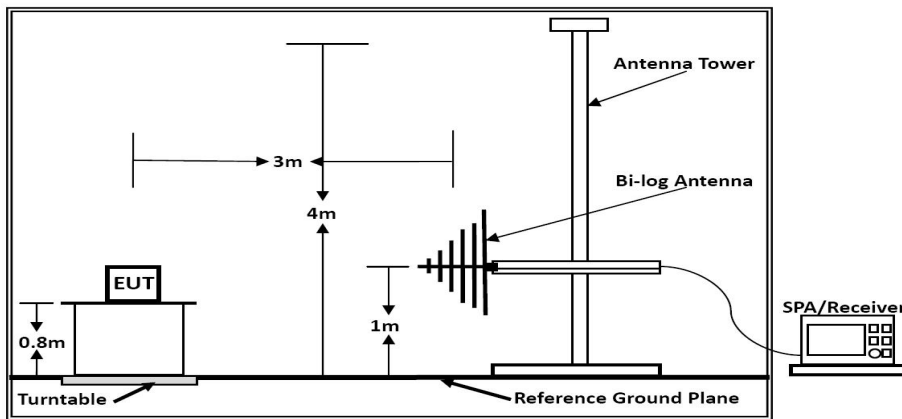 Antenna Tower
3m
Bi-log Antenna
4m
EUT
SPA/Receiver
0.8m
1m
Turntable
Reference Ground Plane